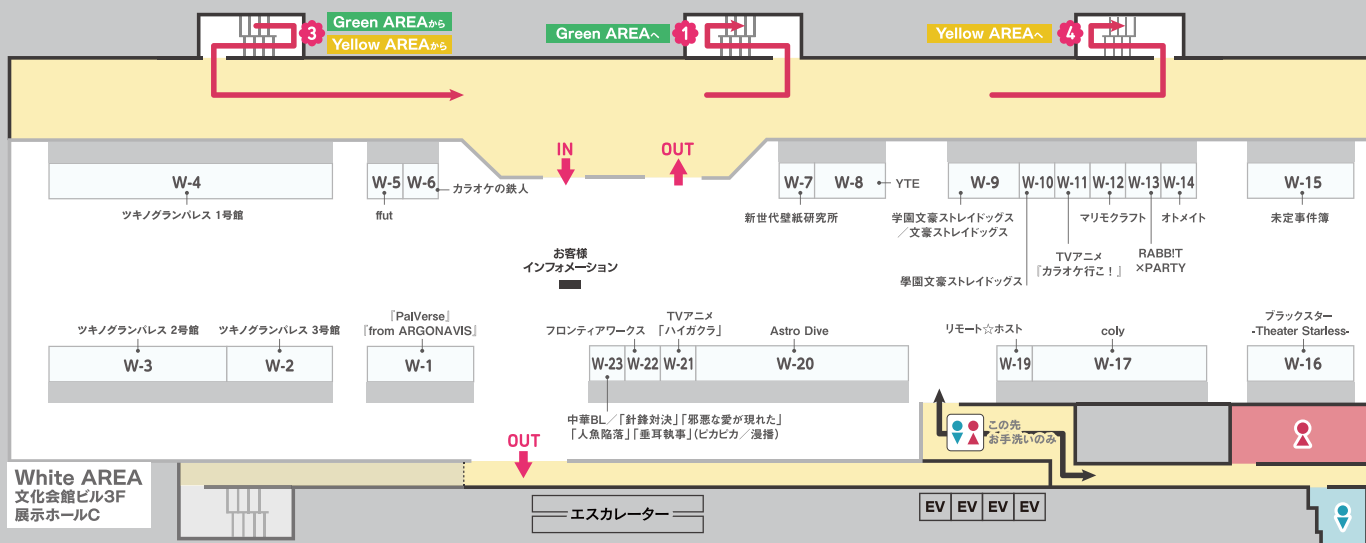 3
Green AREAから
Yellow AREAから
Green AREAへ
1
Yellow AREAへ
4
IN
OUT
W-4
ツキノグランパレス 1号館
W-5
W-6
カラオケの鉄人
ffut
W-7
W-8
YTE
新世代壁紙研究所
W-9
W-10
W-11
W-12
W-13
W-14
学園文豪ストレイドッグス
／文豪ストレイドッグス
學園文豪ストレイドッグス
TVアニメ
『カラオケ行こ！』
マリモクラフト
RABB!T
×PARTY
オトメイト
W-15
未定事件簿
お客様
インフォメーション
ツキノグランパレス 2号館
W-3
ツキノグランパレス 3号館
W-2
『PalVerse』
『from ARGONAVIS』
W-1
フロンティアワークス
TVアニメ
「ハイガクラ」
Astro Dive
W-23
W-22
W-21
W-20
中華BL／「針鋒対決」「邪悪な愛が現れた」
「人魚陥落」「垂耳執事」(ピカピカ／漫播)
リモート☆ホスト
W-19
coly
W-17
ブラックスター
-Theater Starless-
W-16
この先
お手洗いのみ
OUT
White AREA
文化会館ビル3F
展示ホールC
エスカレーター
EV
EV
EV
EV